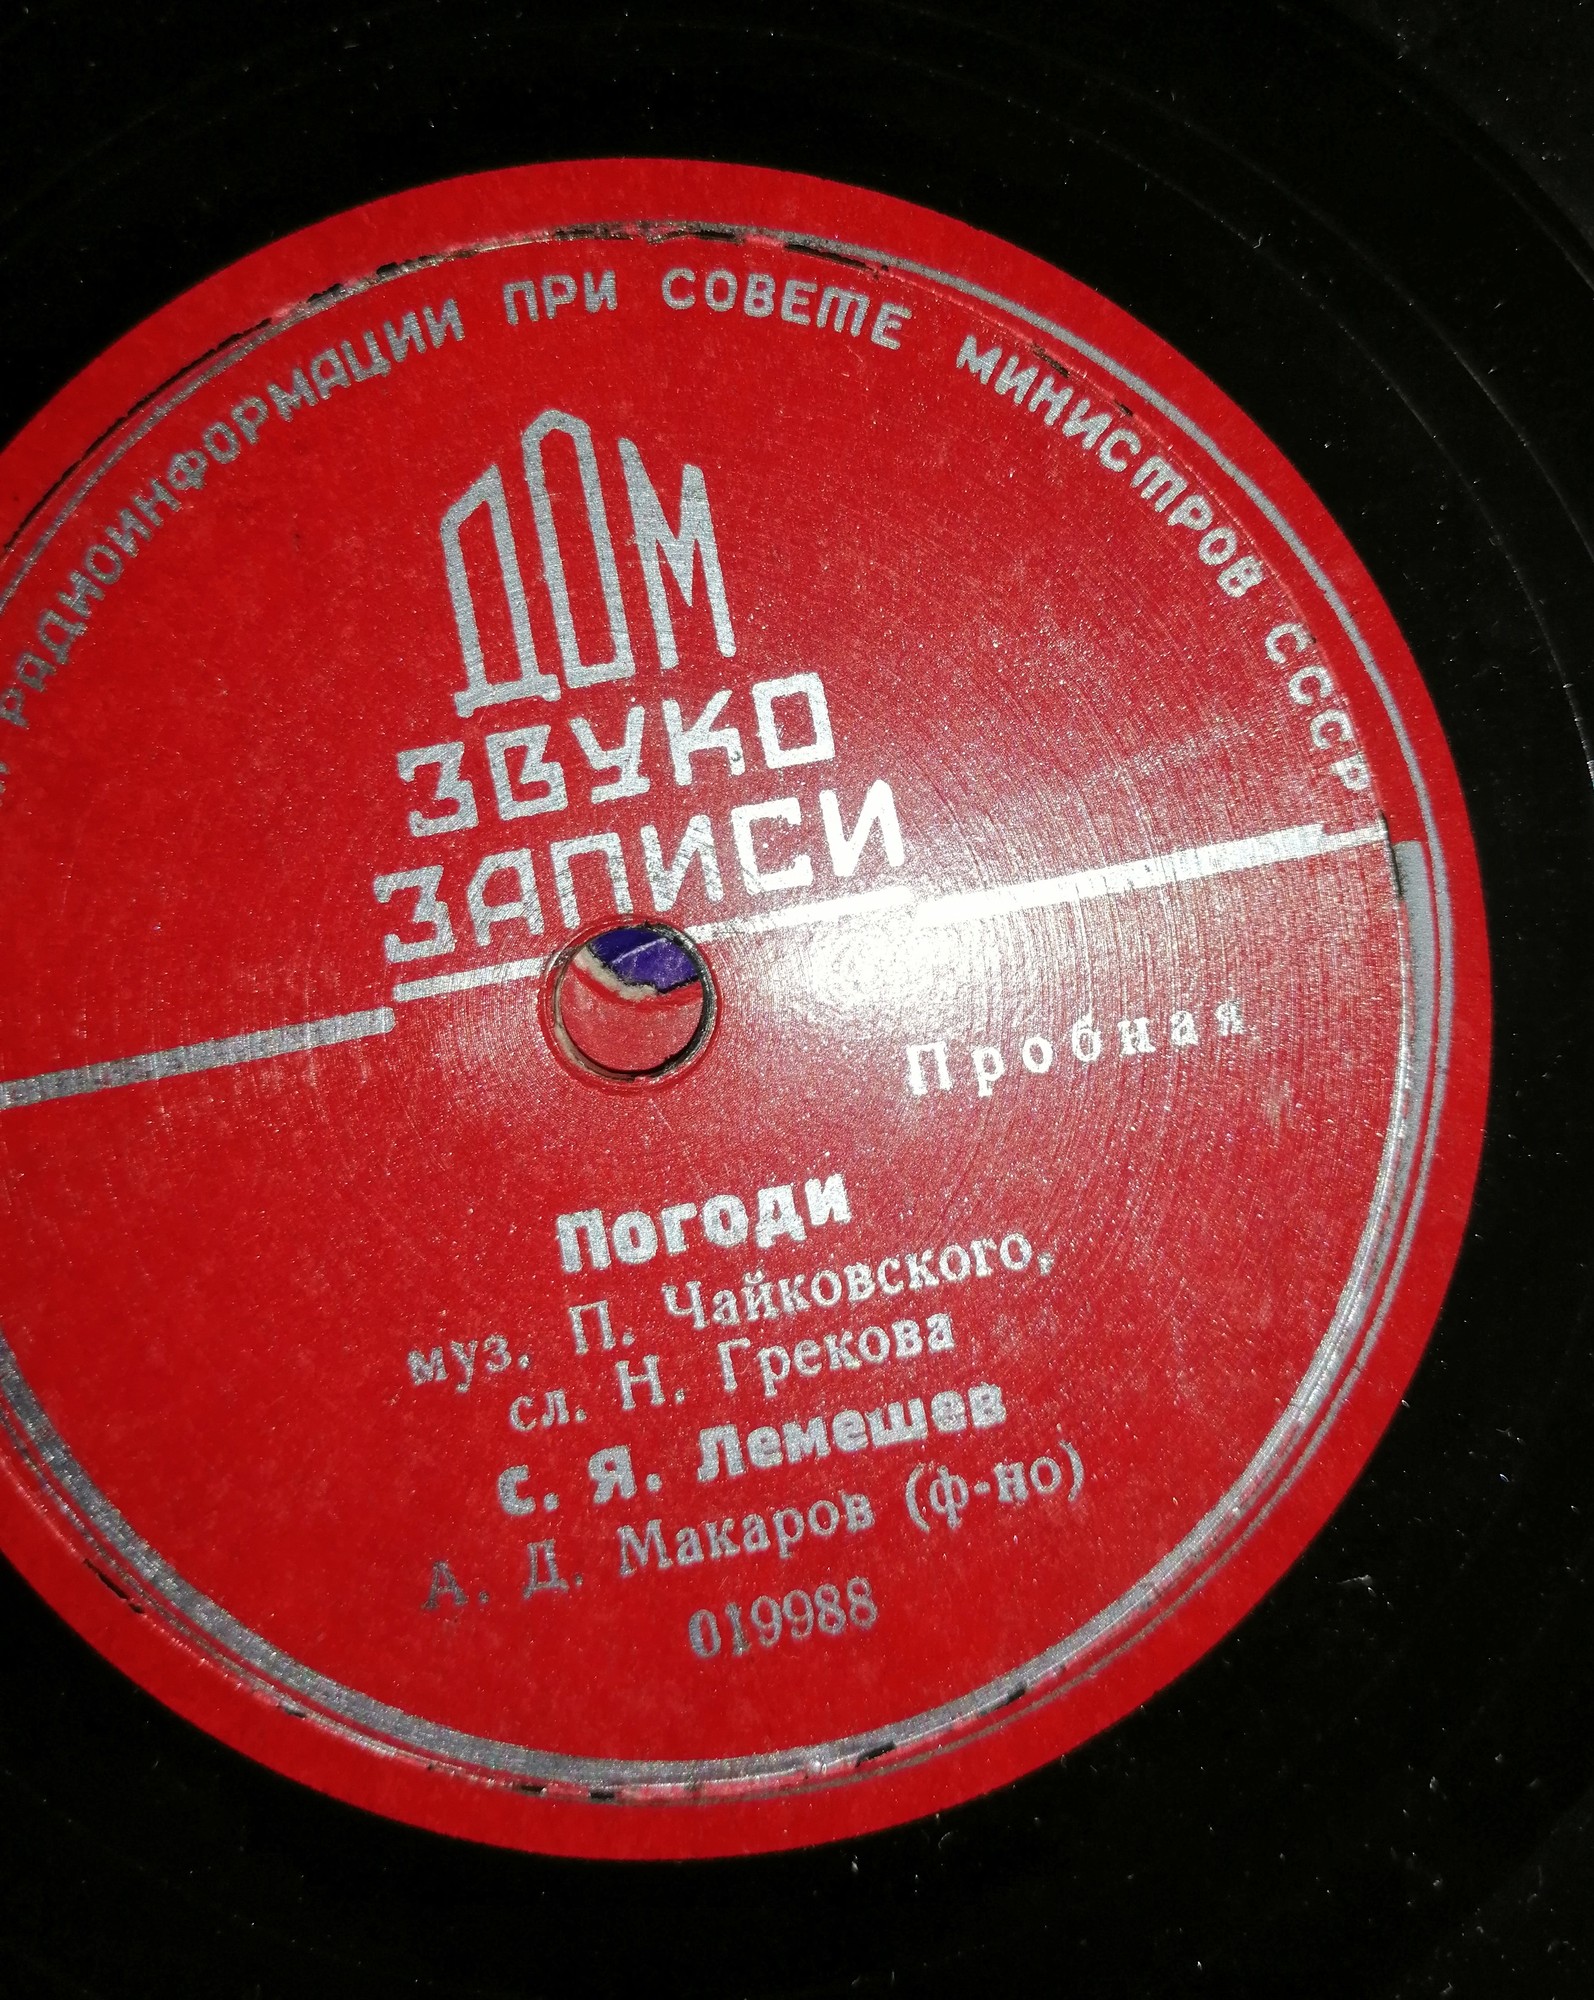 РАДИОИНФОРМАЦИИ ПРИ СОВЕТЕ МИНИСТРОВ СССР
ДОМ
ЗВУКО
ЗАПИСИ
Пробная
Погоди
муз. П. Чайковского,
сл. Н. Грекова
С. Я. Лемешев
А. Д. Макаров (ф-но)
019988